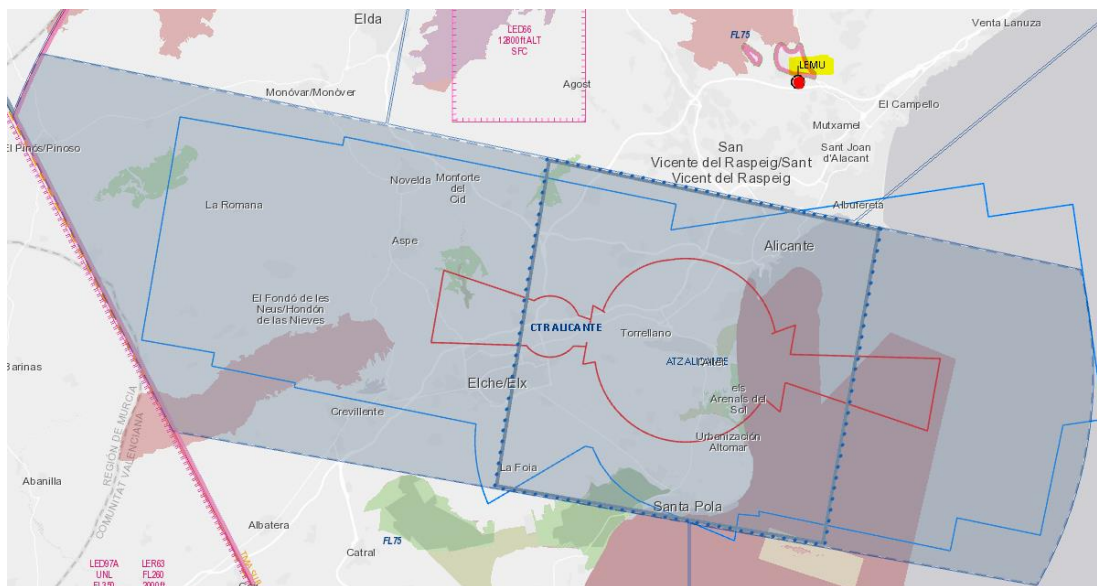 Elda
LED66
12800ftALT
SFC
FL75
Venta Lanuza
LEMU
Agost
Monóvar/Monòver
El Campello
Mutxamel
El Pinós/Pinoso
San
Vicente del Raspeig/Sant
Vicent del Raspeig
Sant Joan
d'Alacant
Novelda
Monforte
del
Cid
La Romana
Albufereta
Aspe
Alicante
El Fondó de les
Neus/Hondón
de las Nieves
CTR ALICANTE
Torrellano
Barinas
Elche/Elx
els
Arenals del
Sol
Crevillente
Urbanización
Altomar
REGIÓN DE MURCIA
COMUNITAT VALENCIANA
La Foia
Abanilla
Santa Pola
Albatera
FL75
Catral
LED97A
UNL
LER63
FL260